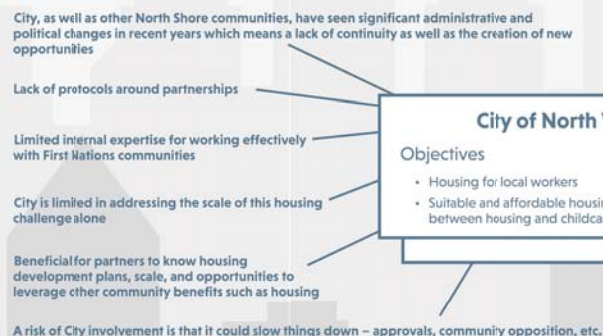 City, as well as other North Shore communities, have seen significant administrative and
political changes in recent years which means a lack of continuity as well as the creation of new
opportunities
Lack of protocols around partnerships
Limited internal expertise for working effectively
with First Nations communities
City is limited in addressing the scale of this housing
challenge alone
Beneficial for partners to know housing
development plans, scale, and opportunities to
leverage other community benefits such as housing
A risk of City involvement is that it could slow things down – approvals, community opposition, etc.
City of North
Objectives
• Housing for local workers
• Suitable and affordable
between housing and